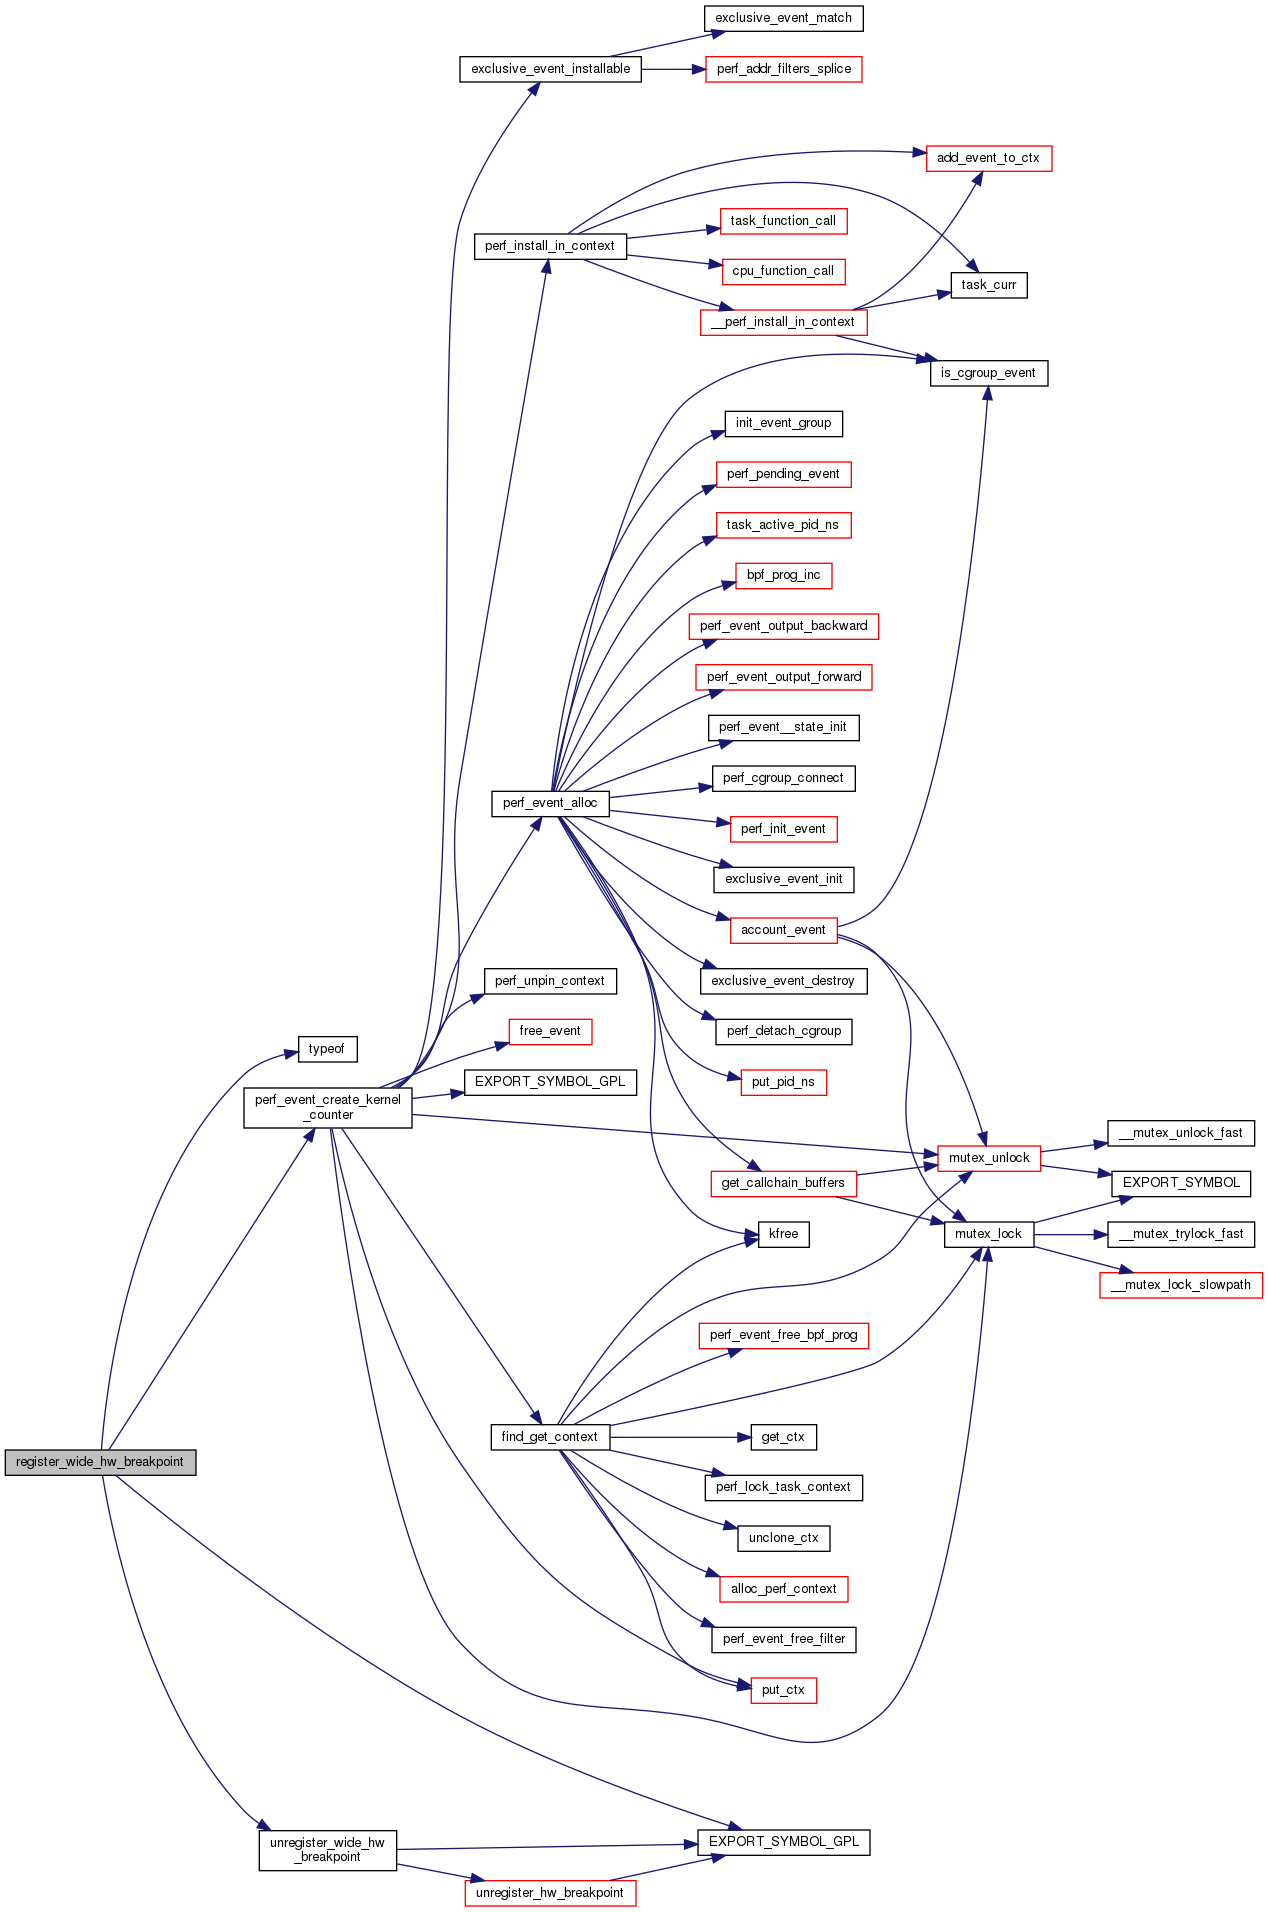 exclusive_event_match
exclusive_event_installable
perf_addr_filters_splice
add_event_to_ctx
task_function_call
perf_install_in_context
cpu_function_call
task_curr
__perf_install_in_context
is_cgroup_event
init_event_group
perf_pending_event
task_active_pid_ns
bpf_prog_inc
perf_event_output_backward
perf_event_output_forward
perf_event__state_init
perf_cgroup_connect
perf_event_alloc
perf_init_event
exclusive_event_init
account_event
perf_unpin_context
exclusive_event_destroy
free_event
perf_detach_cgroup
typeof
EXPORT_SYMBOL_GPL
put_pid_ns
perf_event_create_kernel
_counter
__mutex_unlock_fast
mutex_unlock
get_callchain_buffers
EXPORT_SYMBOL
kfree
mutex_lock
__mutex_trylock_fast
__mutex_lock_slowpath
perf_event_free_bpf_prog
find_get_context
get_ctx
register_wide_hw_breakpoint
perf_lock_task_context
unclone_ctx
alloc_perf_context
perf_event_free_filter
put_ctx
unregister_wide_hw
_breakpoint
EXPORT_SYMBOL_GPL
unregister_hw_breakpoint